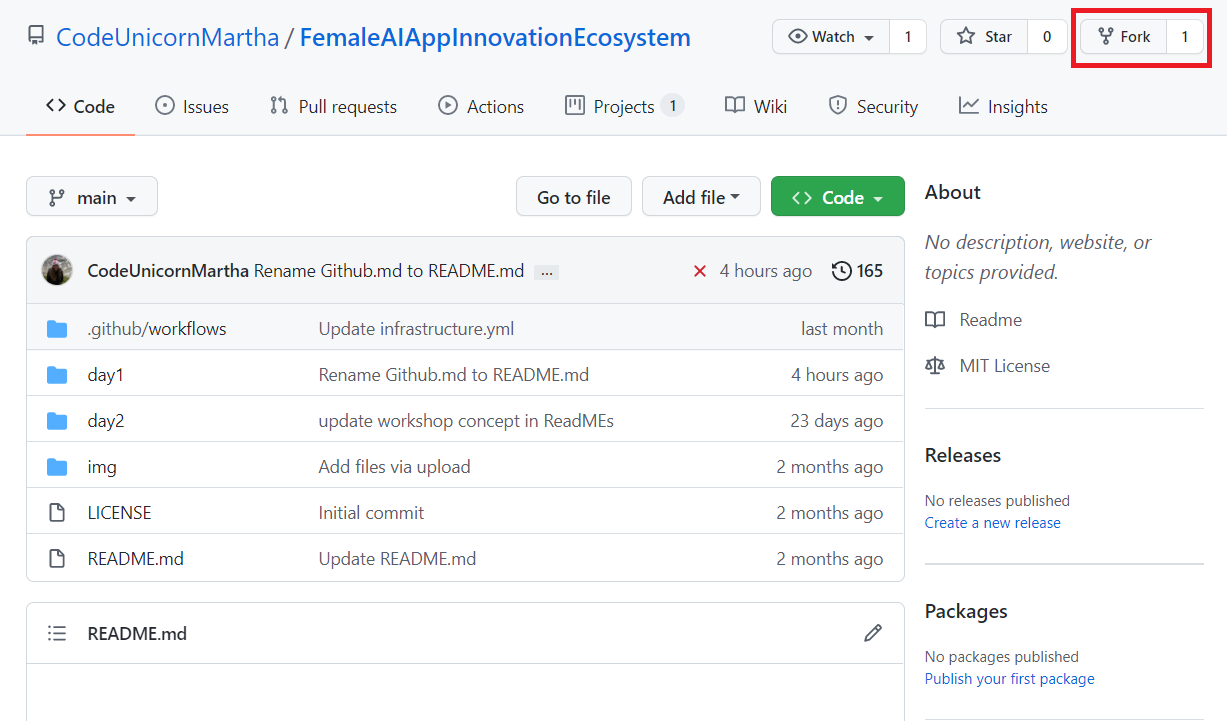 CodeUnicornMartha / FemaleAIAppInnovationEcosystem Watch 1 Star 0 Fork 1
Code Issues Pull requests Actions Projects 1 Wiki Security Insights
main Go to file Add file Code
CodeUnicornMartha Rename Github.md to README.md ... 4 hours ago 165
.github/workflows Update infrastructure.yml last month
day1 Rename Github.md to README.md 4 hours ago
day2 update workshop concept in ReadMEs 23 days ago
img Add files via upload 2 months ago
LICENSE Initial commit 2 months ago
README.md Update README.md 2 months ago
README.md
About
No description, website, or
topics provided.
Readme
MIT License
Releases
No releases published
Create a new release
Packages
No packages published
Publish your first package